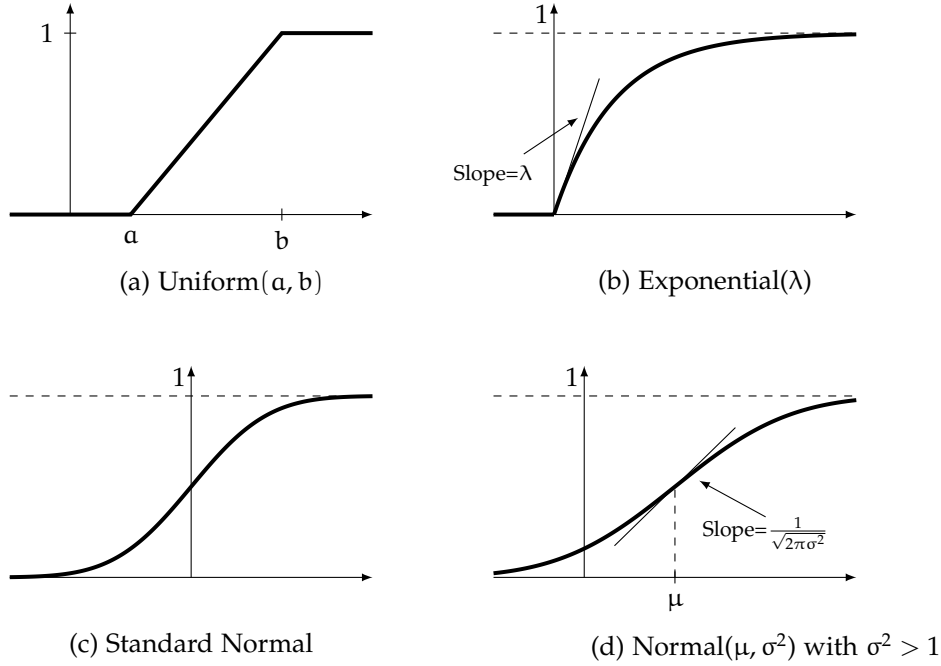 1
a
b
(a) Uniform(a, b)
1
Slope=λ
(b) Exponential(λ)
1
(c) Standard Normal
1
Slope=1/√2πσ²
μ
(d) Normal(μ, σ²) with σ² > 1